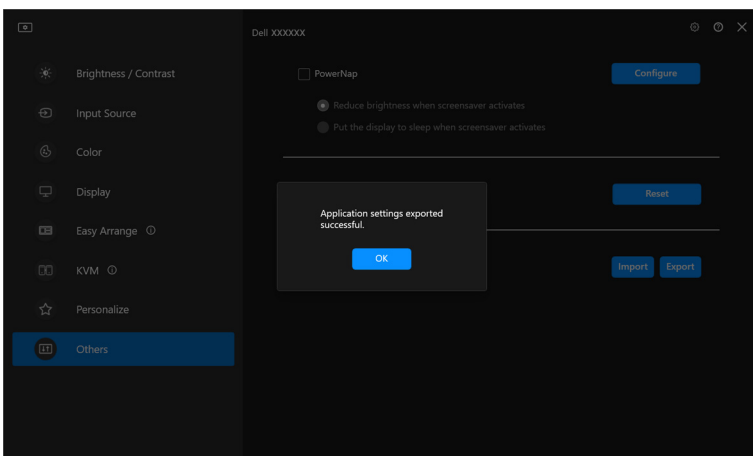 Dell XXXXXX
Brightness / Contrast
Input Source
Color
Display
Easy Arrange
KVM
Personalize
Others
PowerNap
Configure
Reduce brightness when screensaver activates
Put the display to sleep when screensaver activates
Reset
Application settings exported
successful.
OK
Import
Export